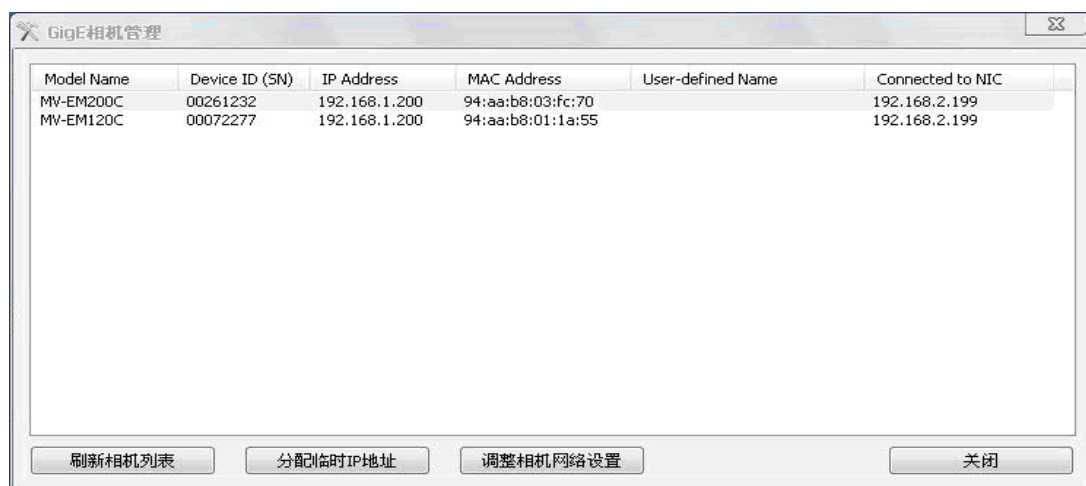 GigE相机管理
Model Name Device ID (SN) IP Address MAC Address User-defined Name Connected to NIC
MV-EM200C 00261232 192.168.1.200 94:aa:b8:03:fc:70 192.168.2.199
MV-EM120C 00072277 192.168.1.200 94:aa:b8:01:1a:55 192.168.2.199
刷新相机列表 分配临时IP地址 调整相机网络设置 关闭